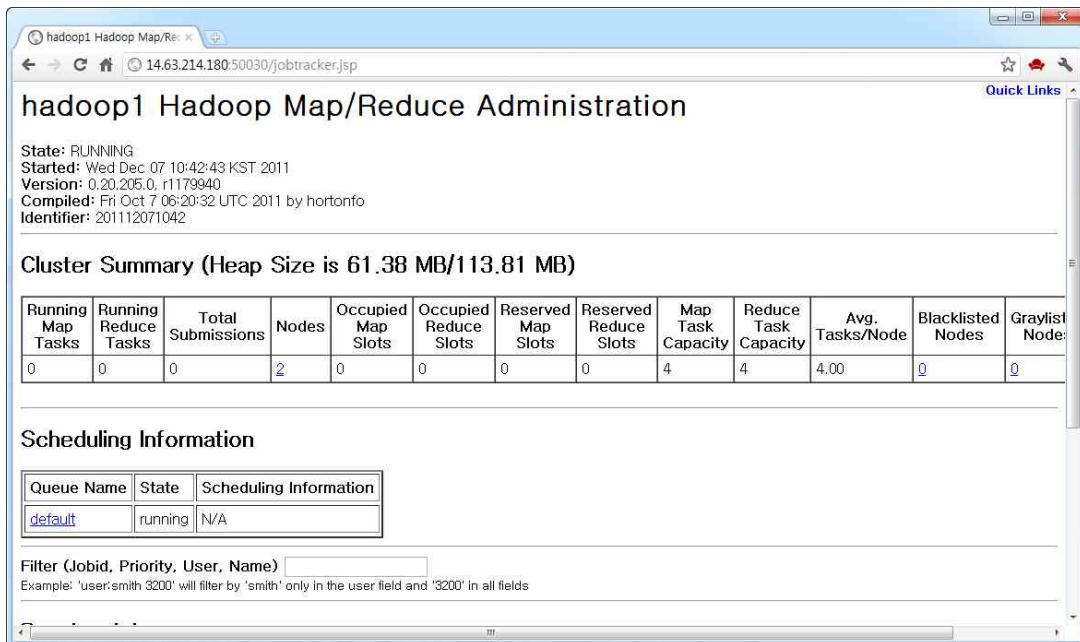 hadoop1 Hadoop Map/Rec
14.63.214.180:50030/jobtracker.jsp
Quick Links
hadoop1 Hadoop Map/Reduce Administration
State: RUNNING
Started: Wed Dec 07 10:42:43 KST 2011
Version: 0.20.205.0, r1179940
Compiled: Fri Oct 7 06:20:32 UTC 2011 by hortonfo
Identifier: 201112071042
Cluster Summary (Heap Size is 61.38 MB/113.81 MB)
Running Map Tasks Running Reduce Tasks Total Submissions Nodes Occupied Map Slots Occupied Reduce Slots Reserved Map Slots Reserved Reduce Slots Map Task Capacity Reduce Task Capacity Avg. Tasks/Node Blacklisted Nodes Graylist Nodes
0 0 0 2 0 0 0 0 4 4 4.00 0 0
Scheduling Information
Queue Name State Scheduling Information
default running N/A
Filter (Jobid, Priority, User, Name)
Example: 'user:smith 3200' will filter by 'smith' only in the user field and '3200' in all fields